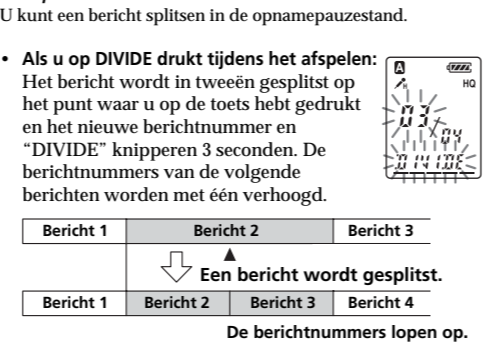 U kunt een bericht splitsen in de opnamepauzestand.
• Als u op DIVIDE drukt tijdens het afspelen:
Het bericht wordt in tweeën gesplitst op
het punt waar u op de toets hebt gedrukt
en het nieuwe berichtnummer en
“DIVIDE” knipperen 3 seconden. De
berichtnummers van de volgende
berichten worden met één verhoogd.
A
HQ
H
03
04
DIVIDE
Bericht 1 Bericht 2 Bericht 3
Een bericht wordt gesplitst.
Bericht 1 Bericht 2 Bericht 3 Bericht 4
De berichtnummers lopen op.